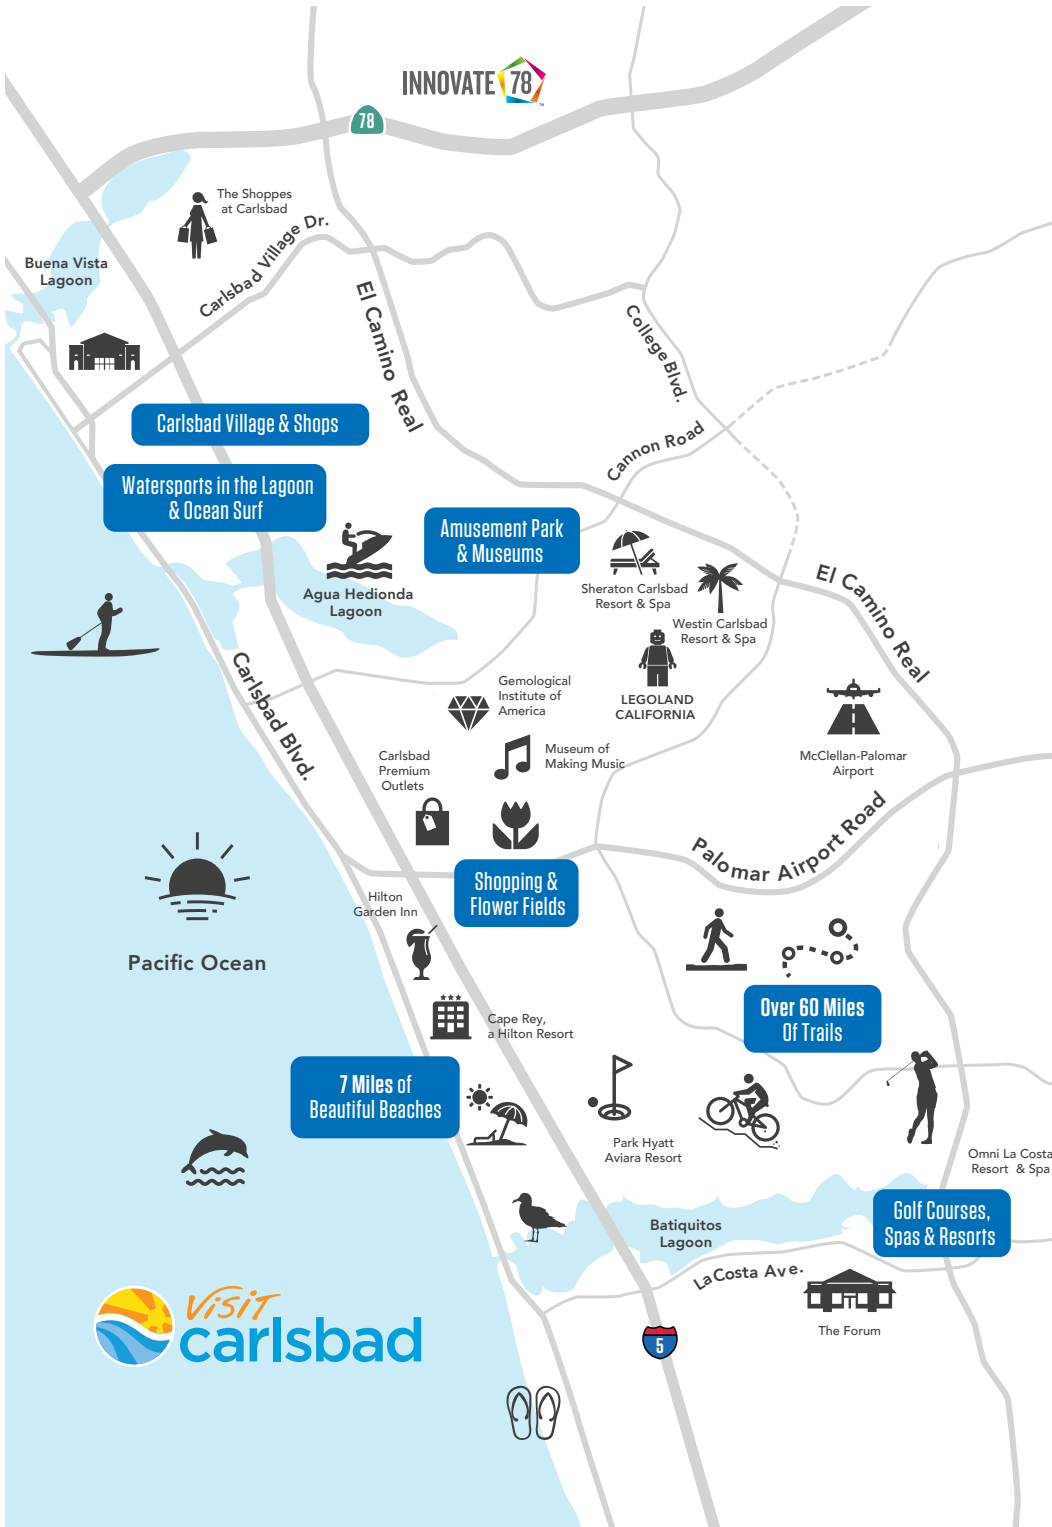 INNOVATE 78
78
The Shoppes
at Carlsbad
Carlsbad Village Dr.
Buena Vista
Lagoon
El Camino Real
College Blvd.
Carlsbad Village & Shops
Cannon Road
Watersports in the Lagoon
& Ocean Surf
Amusement Park
& Museums
Agua Hedionda
Lagoon
Sheraton Carlsbad
Resort & Spa
Westin Carlsbad
Resort & Spa
El Camino Real
LEGOLAND
CALIFORNIA
Carlsbad Blvd.
Gemological
Institute of
America
Museum of
Making Music
Carlsbad
Premium
Outlets
McClellan-Palomar
Airport
Palomar Airport Road
Shopping &
Flower Fields
Hilton
Garden Inn
Pacific Ocean
Over 60 Miles
Of Trails
Cape Rey,
a Hilton Resort
7 Miles of
Beautiful Beaches
Park Hyatt
Aviara Resort
Omni La Costa
Resort & Spa
Golf Courses,
Spas & Resorts
Batiquitos
Lagoon
La Costa Ave.
The Forum
visit
carlsbad
5